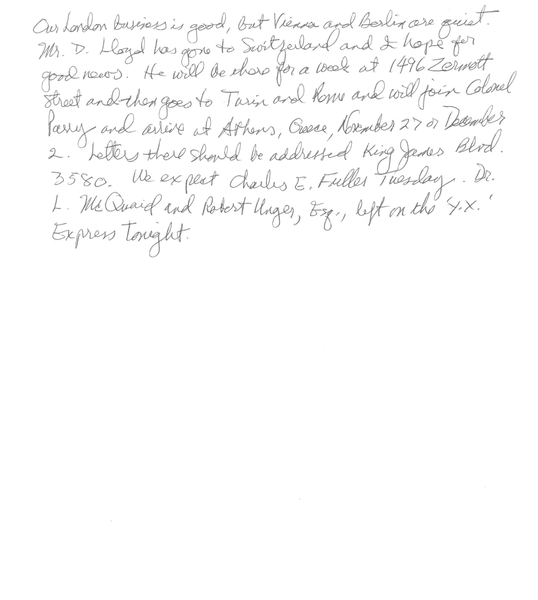 Our London business is good, but Vienna and Berlin are quiet.
Mr. D. Lloyd has gone to Switzerland and I hope for
good news. He will be there for a week at 1496 Zermott
Street and then goes to Turin and Rome and will join Colonel
Parry and arrive at Athens, Greece, November 27 or December
2. Letters there should be addressed King James Blvd.
3580. We expect Charles E. Fuller Tuesday. Dr.
L. McQuaid and Robert Unger, Esq., left on the 'Y.X.'
Express tonight.